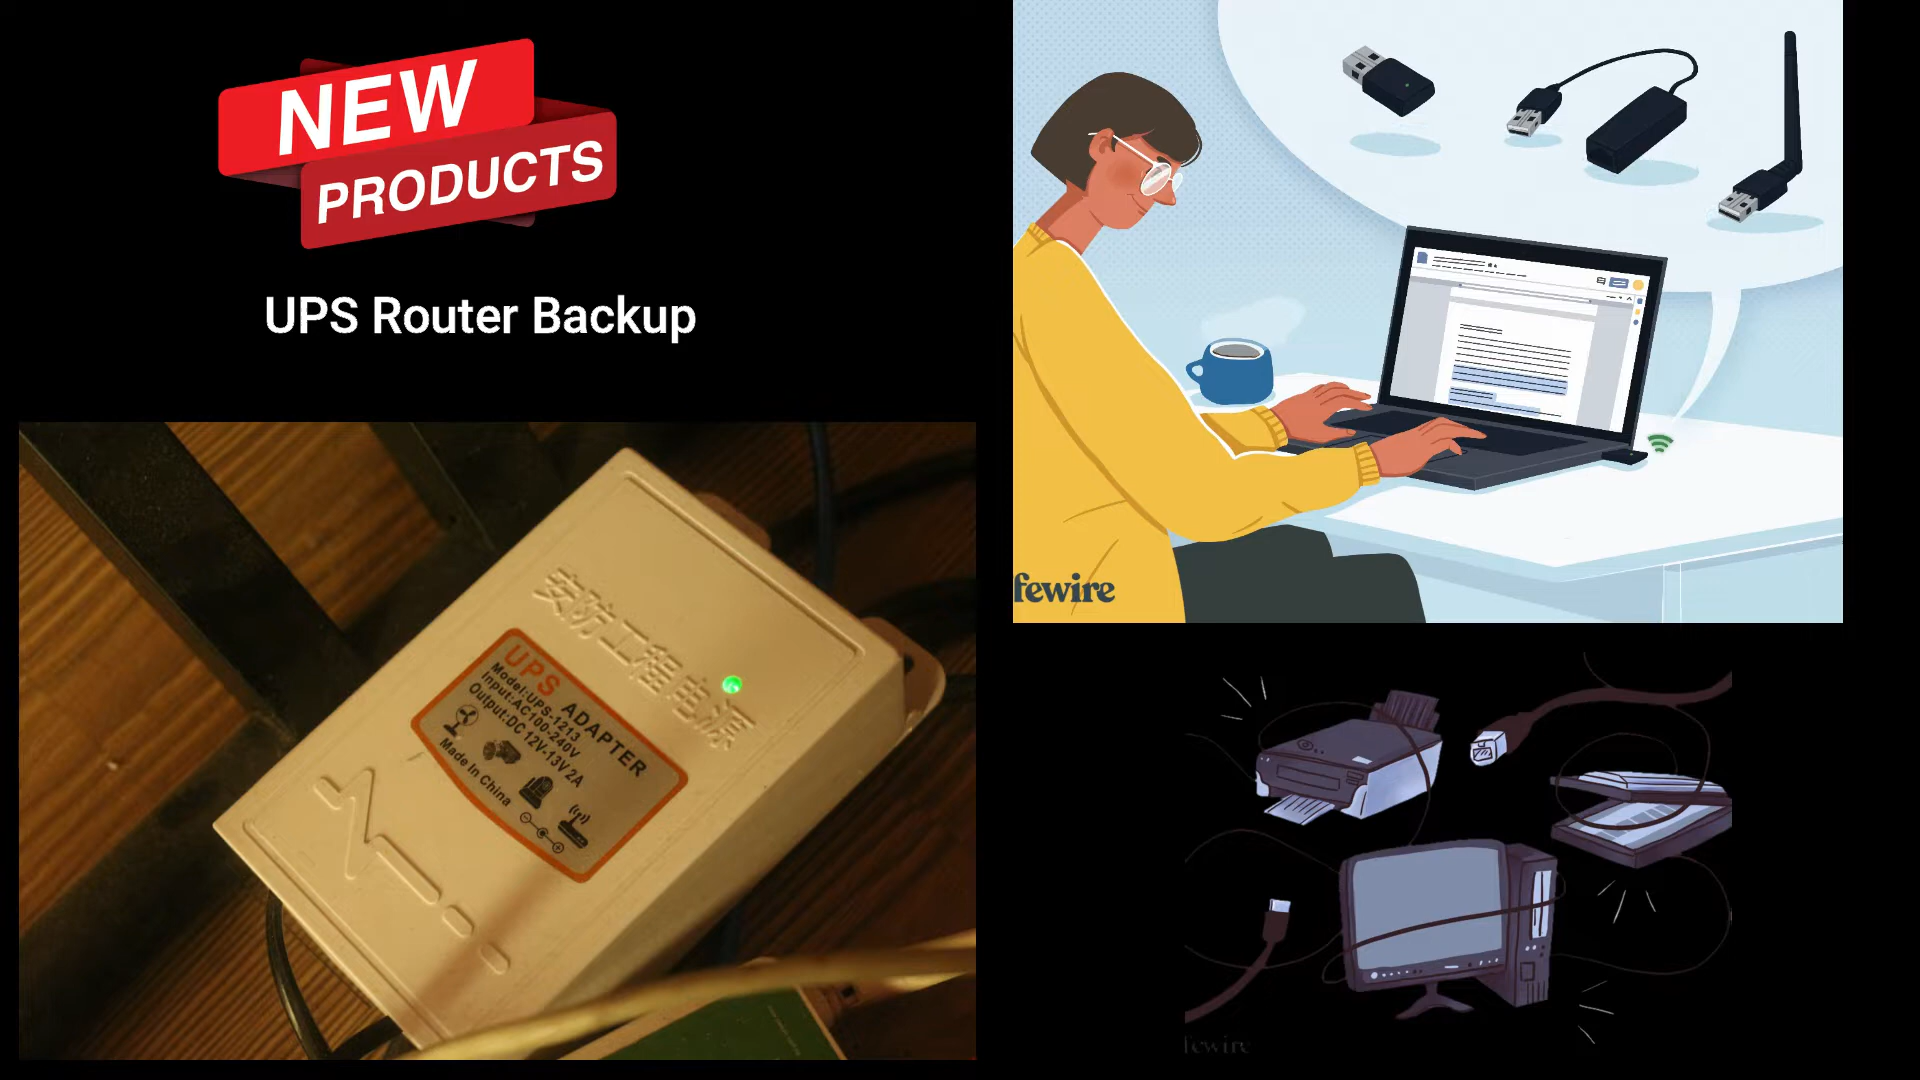 NEW
PRODUCTS
UPS Router Backup
安防工程电源
UPS ADAPTER
Model:UPS-1213
Input:AC100-240V
Output:DC 12V-13V 2A
Made In China
fewire
fewire